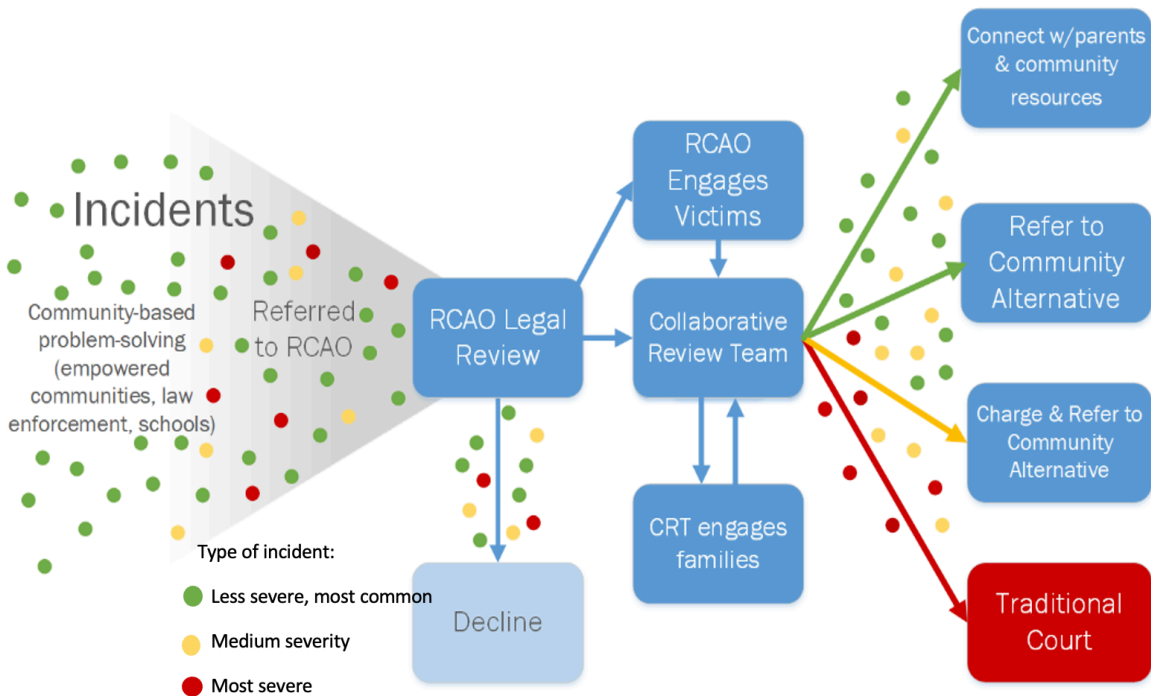 Incidents
Community-based
problem-solving
(empowered
communities, law
enforcement, schools)
Referred
to RCAO
RCAO Legal
Review
Decline
RCAO
Engages
Victims
Collaborative
Review Team
CRT engages
families
Connect w/parents
& community
resources
Refer to
Community
Alternative
Charge & Refer to
Community
Alternative
Traditional
Court
Type of incident:
Less severe, most common
Medium severity
Most severe